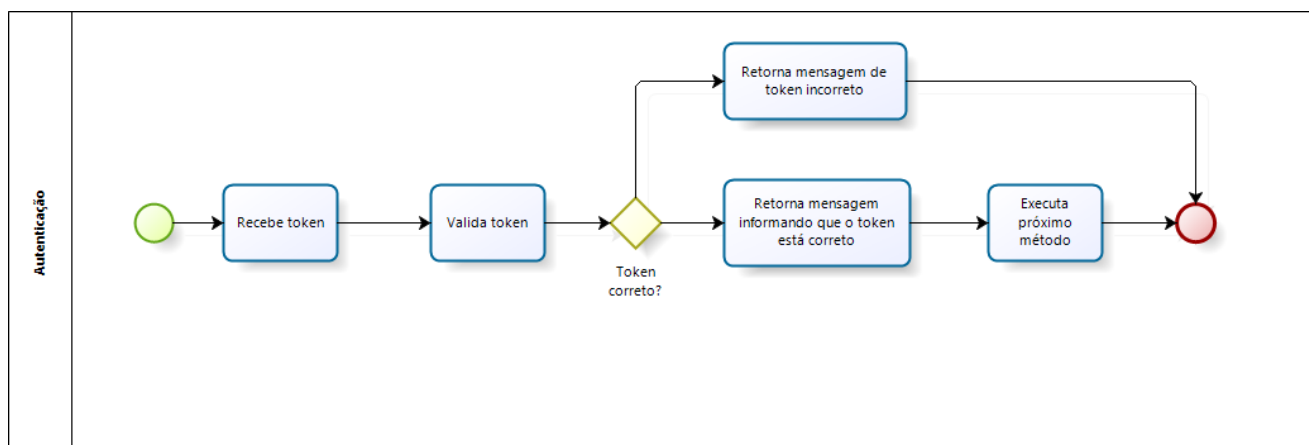 Autenticação
Retorna mensagem de
token incorreto
Recebe token
Valida token
Token
correto?
Retorna mensagem
informando que o token
está correto
Executa
próximo
método